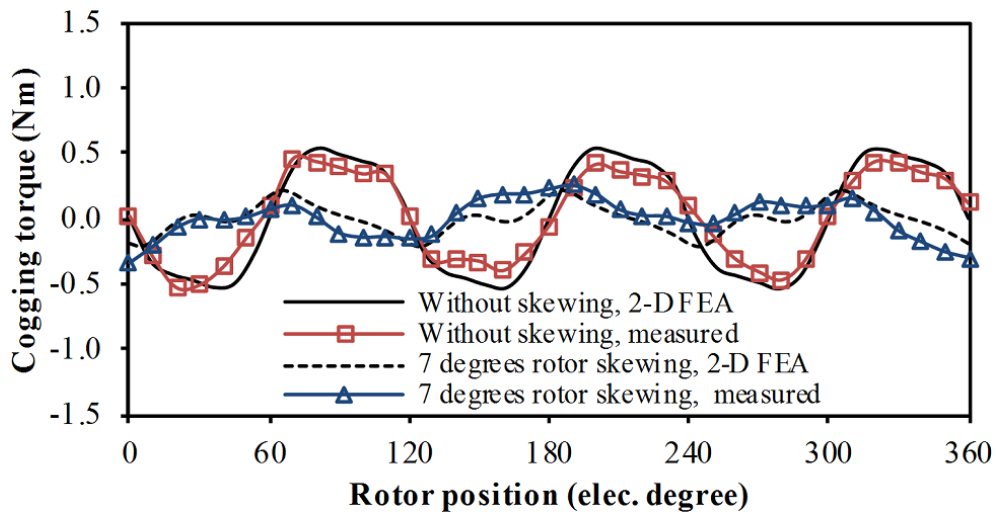 Cogging torque (Nm)
1.5
1.0
0.5
0.0
-0.5
-1.0
-1.5
Without skewing, 2-D FEA
Without skewing, measured
7 degrees rotor skewing, 2-D FEA
7 degrees rotor skewing, measured
0 60 120 180 240 300 360
Rotor position (elec. degree)